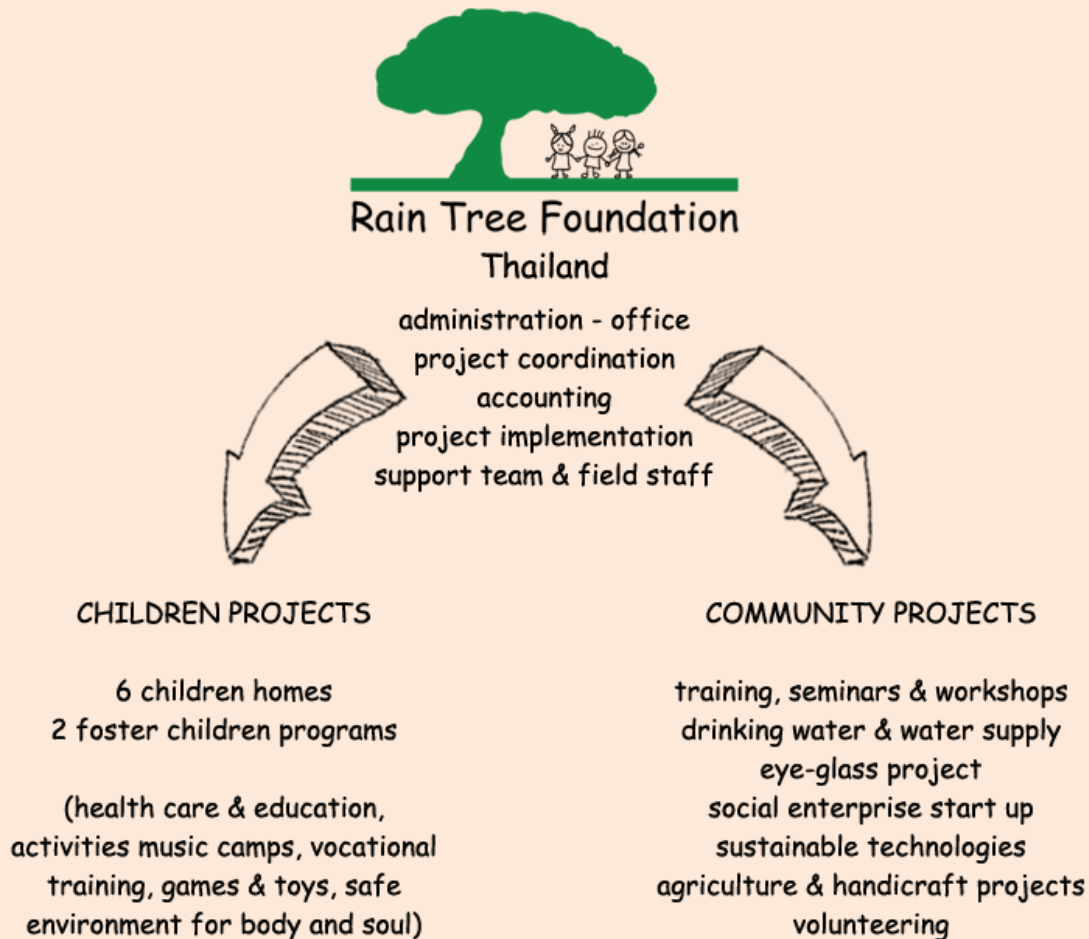 Rain Tree Foundation
Thailand
administration - office
project coordination
accounting
project implementation
support team & field staff
CHILDREN PROJECTS
6 children homes
2 foster children programs
(health care & education,
activities music camps, vocational
training, games & toys, safe
environment for body and soul)
COMMUNITY PROJECTS
training, seminars & workshops
drinking water & water supply
eye-glass project
social enterprise start up
sustainable technologies
agriculture & handicraft projects
volunteering